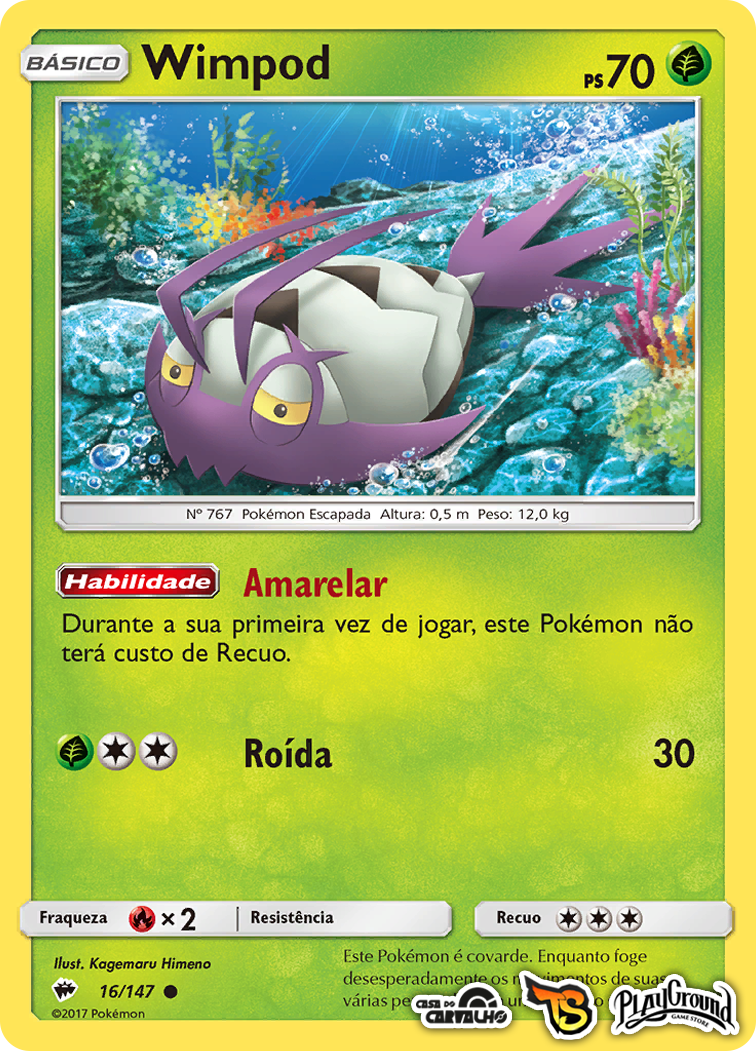 BÁSICO Wimpod PS70
Nº 767 Pokémon Escapada Altura: 0,5 m Peso: 12,0 kg
Habilidade Amarelar
Durante a sua primeira vez de jogar, este Pokémon não
terá custo de Recuo.
Roída 30
Fraqueza ×2 Resistência Recuo
Ilust. Kagemaru Himeno
16/147
©2017 Pokémon
Este Pokémon é covarde. Enquanto foge
desesperadamente os movimentos de suas
várias
CASA DO CARVALHO TS PLAYGROUND GAME STORE